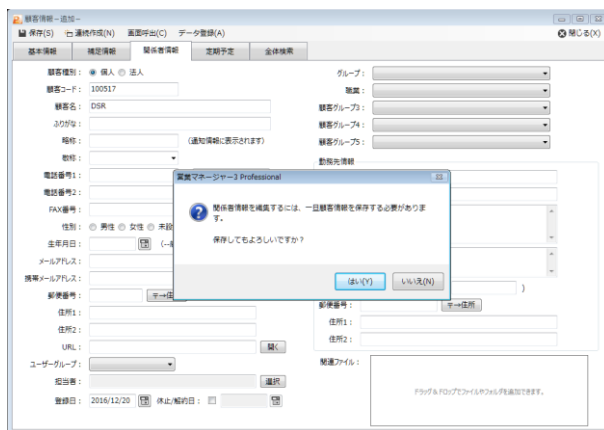 顧客情報 – 追加 –
保存(S) 連続作成(N) 画面呼出(C) データ登録(A) 閉じる(X)
基本情報 補足情報 関係者情報 定期予定 全体検索
顧客種別： 個人 法人
顧客コード： 100517
顧客名： DSR
ふりがな：
略称： (通知情報に表示されます)
敬称：
電話番号1：
電話番号2：
FAX番号：
性別： 男性 女性 未設
生年月日：
メールアドレス：
携帯メールアドレス：
郵便番号： 〒→住
住所1：
住所2：
URL： 開く
ユーザーグループ：
担当者： 選択
登録日： 2016/12/20 休止/解約日：
グループ：
職業：
顧客グループ3：
顧客グループ4：
顧客グループ5：
勤務先情報
)
郵便番号： 〒→住所
住所1：
住所2：
関連ファイル：
ドラッグ & ドロップでファイルやフォルダを追加できます。
営業マネージャー3 Professional
関係者情報を編集するには、一旦顧客情報を保存する必要がありま
す。
保存してもよろしいですか？
はい(Y) いいえ(N)